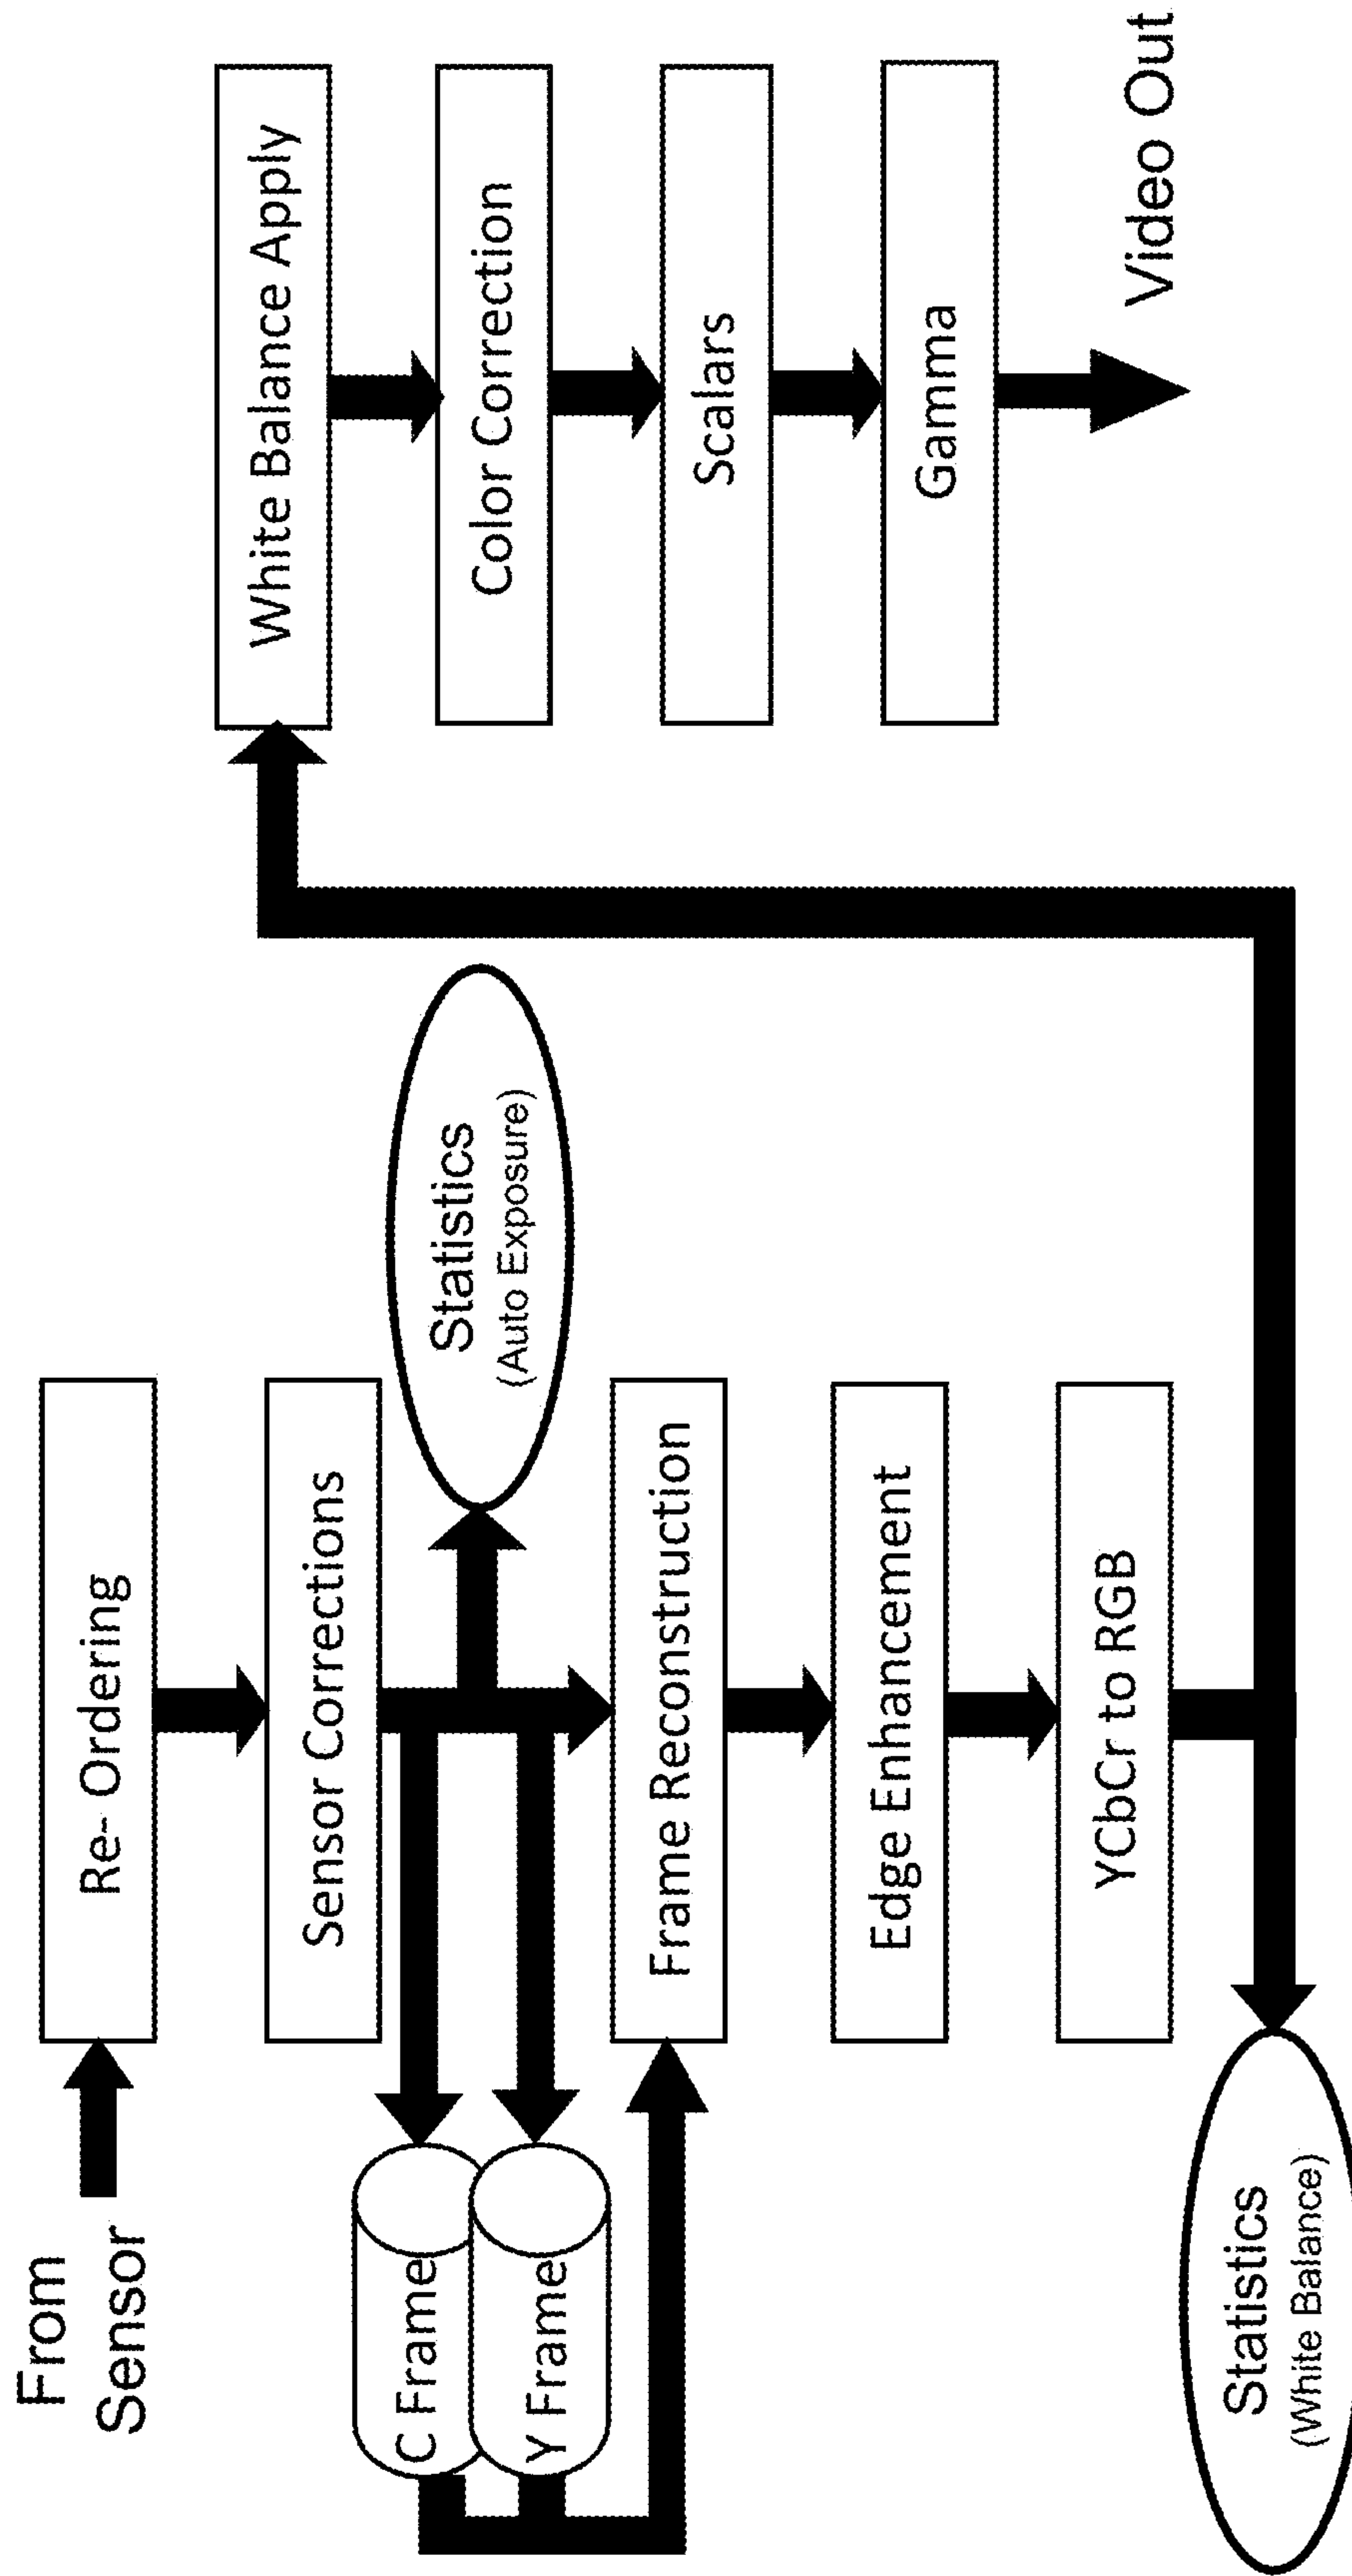 From
Sensor
Re- Ordering
Sensor Corrections
C Frame
Y Frame
Statistics
(Auto Exposure)
Frame Reconstruction
Edge Enhancement
YCbCr to RGB
Statistics
(White Balance)
White Balance Apply
Color Correction
Scalars
Gamma
Video Out